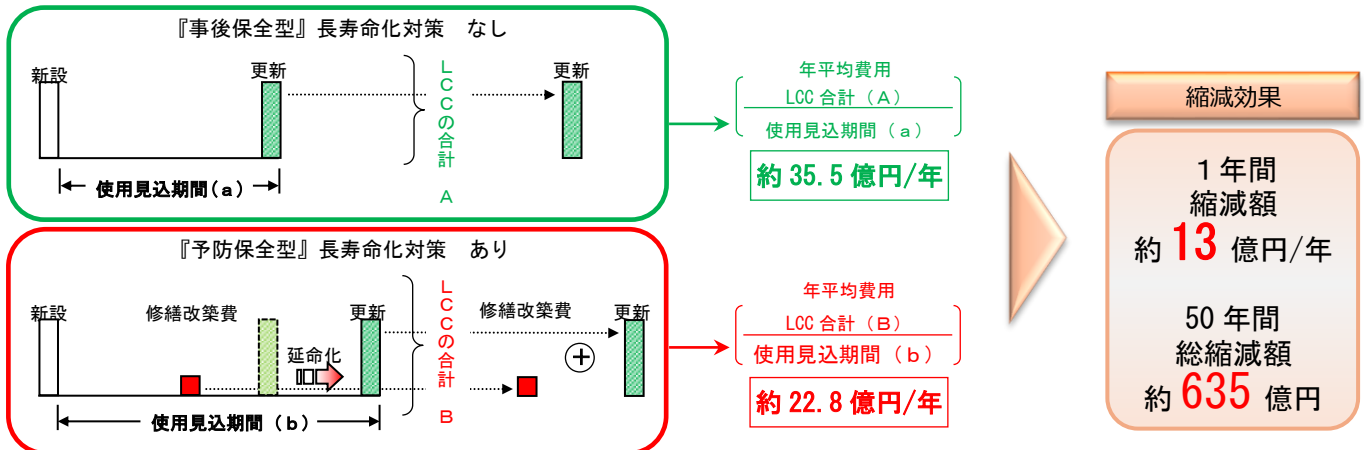 『事後保全型』長寿命化対策　なし
新設
更新
LCCの合計 A
更新
使用見込期間(a)
年平均費用
LCC 合計（A）
使用見込期間（a）
約 35.5 億円/年
『予防保全型』長寿命化対策　あり
新設
修繕改築費
延命化
更新
LCCの合計 B
修繕改築費
更新
+
使用見込期間（b）
年平均費用
LCC 合計（B）
使用見込期間（b）
約 22.8 億円/年
縮減効果
1 年間
縮減額
約 13 億円/年
50 年間
総縮減額
約 635 億円